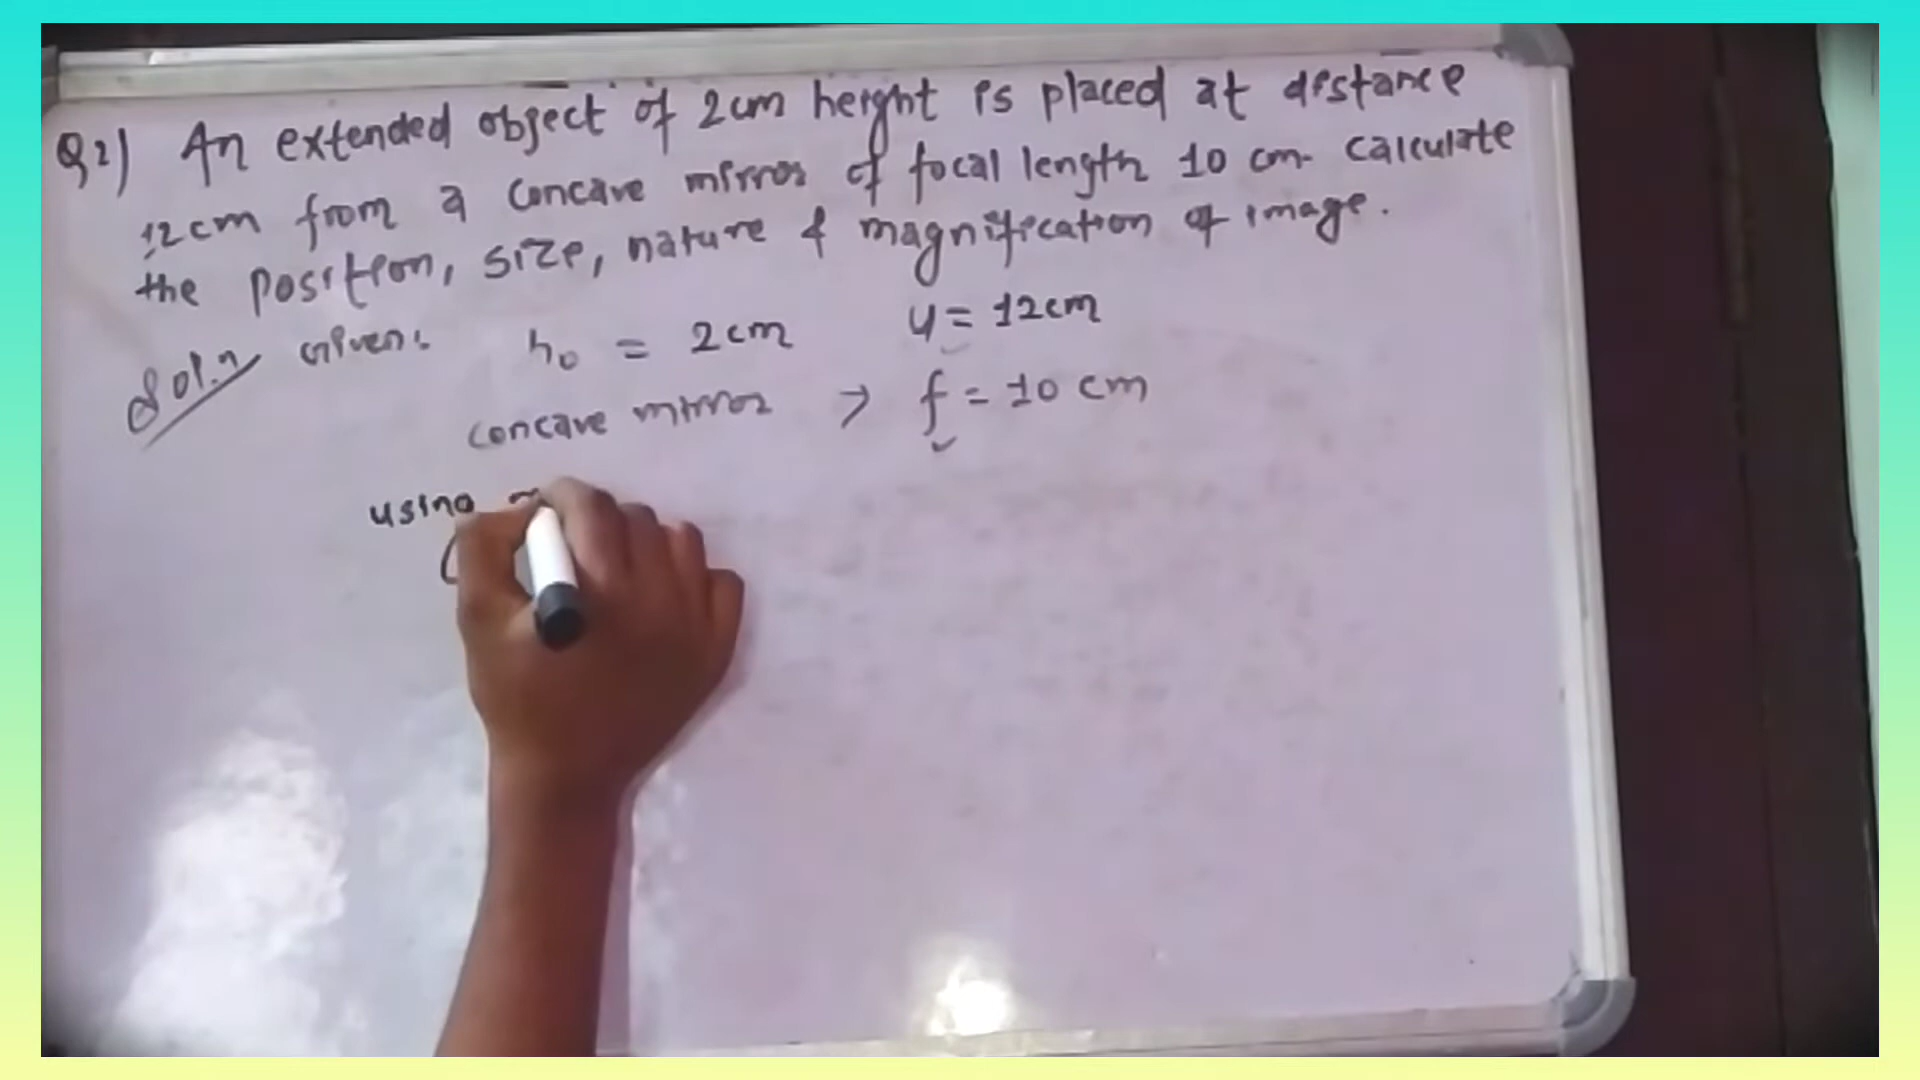 Q2) An extended object of 2cm height is placed at distance
12cm from a concave mirror of focal length 10 cm. calculate
the position, size, nature & magnification of image.
Sol.n Given: ho = 2cm u = 12cm
concave mirror > f = 10 cm
using